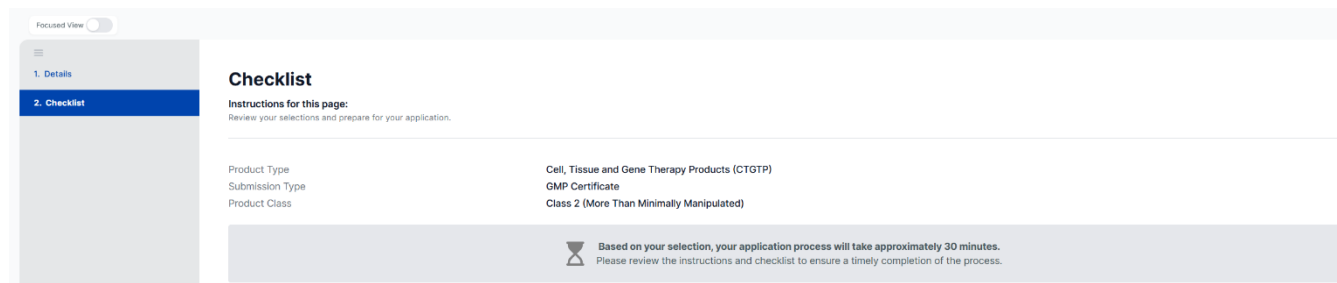 Focused View
1. Details
2. Checklist
Checklist
Instructions for this page:
Review your selections and prepare for your application.
Product Type Cell, Tissue and Gene Therapy Products (CTGTP)
Submission Type GMP Certificate
Product Class Class 2 (More Than Minimally Manipulated)
Based on your selection, your application process will take approximately 30 minutes.
Please review the instructions and checklist to ensure a timely completion of the process.